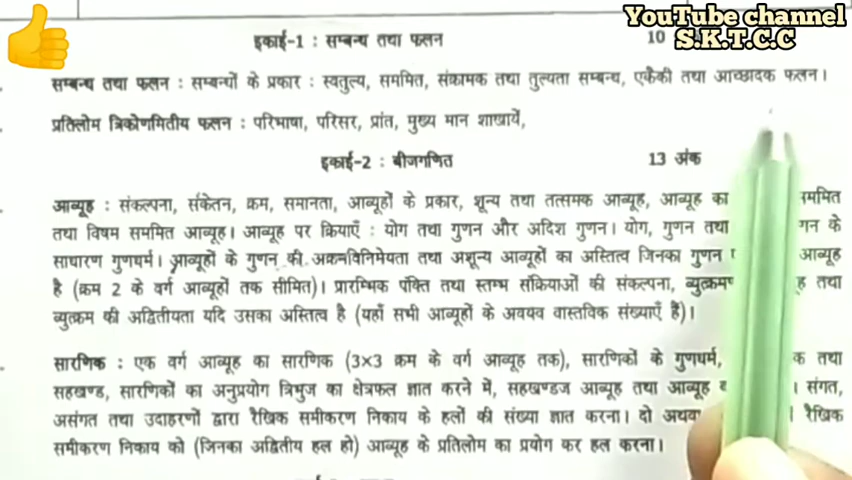 YouTube channel
S.K.T.C.C
इकाई-1 : सम्बन्ध तथा फलन 10
सम्बन्ध तथा फलन : सम्बन्धों के प्रकार : स्वतुल्य, सममित, संक्रामक तथा तुल्यता सम्बन्ध, एकैकी तथा आच्छादक फलन।
प्रतिलोम त्रिकोणमितीय फलन : परिभाषा, परिसर, प्रांत, मुख्य मान शाखायें,
इकाई-2 : बीजगणित 13 अंक
आव्यूह : संकल्पना, संकेतन, क्रम, समानता, आव्यूहों के प्रकार, शून्य तथा तत्समक आव्यूह, आव्यूह का सममित
तथा विषम सममित आव्यूह। आव्यूह पर क्रियाएँ : योग तथा गुणन और अदिश गुणन। योग, गुणन तथा के
साधारण गुणधर्म। आव्यूहों के गुणन की अक्रमविनिमेयता तथा अशून्य आव्यूहों का अस्तित्व जिनका गुणन आव्यूह
है (क्रम 2 के वर्ग आव्यूहों तक सीमित)। प्रारम्भिक पंक्ति तथा स्तम्भ संक्रियाओं की संकल्पना, तथा
व्युत्क्रम की अद्वितीयता यदि उसका अस्तित्व है (यहाँ सभी आव्यूहों के अवयव वास्तविक संख्याएँ है)।
सारणिक : एक वर्ग आव्यूह का सारणिक (3×3 क्रम के वर्ग आव्यूह तक), सारणिकों के गुणधर्म, तथा
सहखण्ड, सारणिकों का अनुप्रयोग त्रिभुज का क्षेत्रफल ज्ञात करने में, सहखण्डज आव्यूह तथा आव्यूह संगत,
असंगत तथा उदाहरणों द्वारा रैखिक समीकरण निकाय के हलों की संख्या ज्ञात करना। दो रैखिक
समीकरण निकाय को (जिनका अद्वितीय हल हो) आव्यूह के प्रतिलोम का प्रयोग कर हल करना।